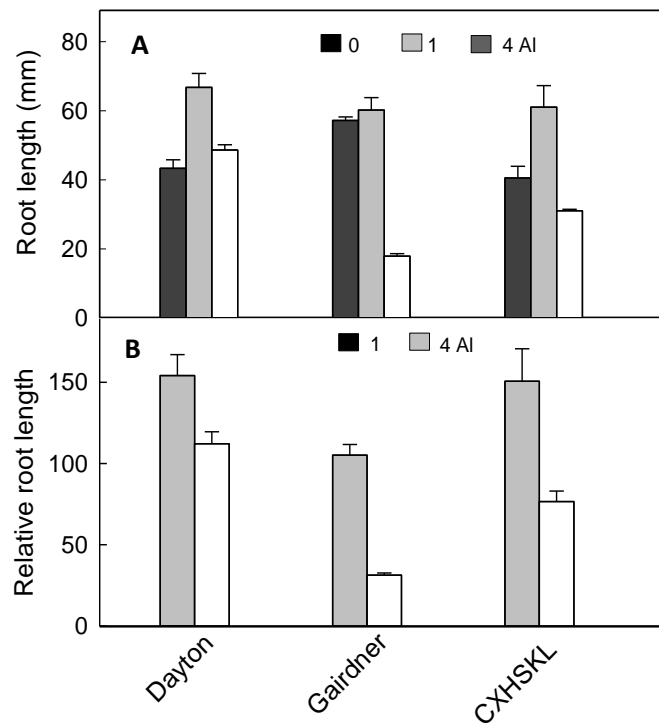 A
0 1 4 Al
Root length (mm)
80
60
40
20
0
B
1 4 Al
Relative root length
150
100
50
0
Dayton
Gairdner
CXHSKL